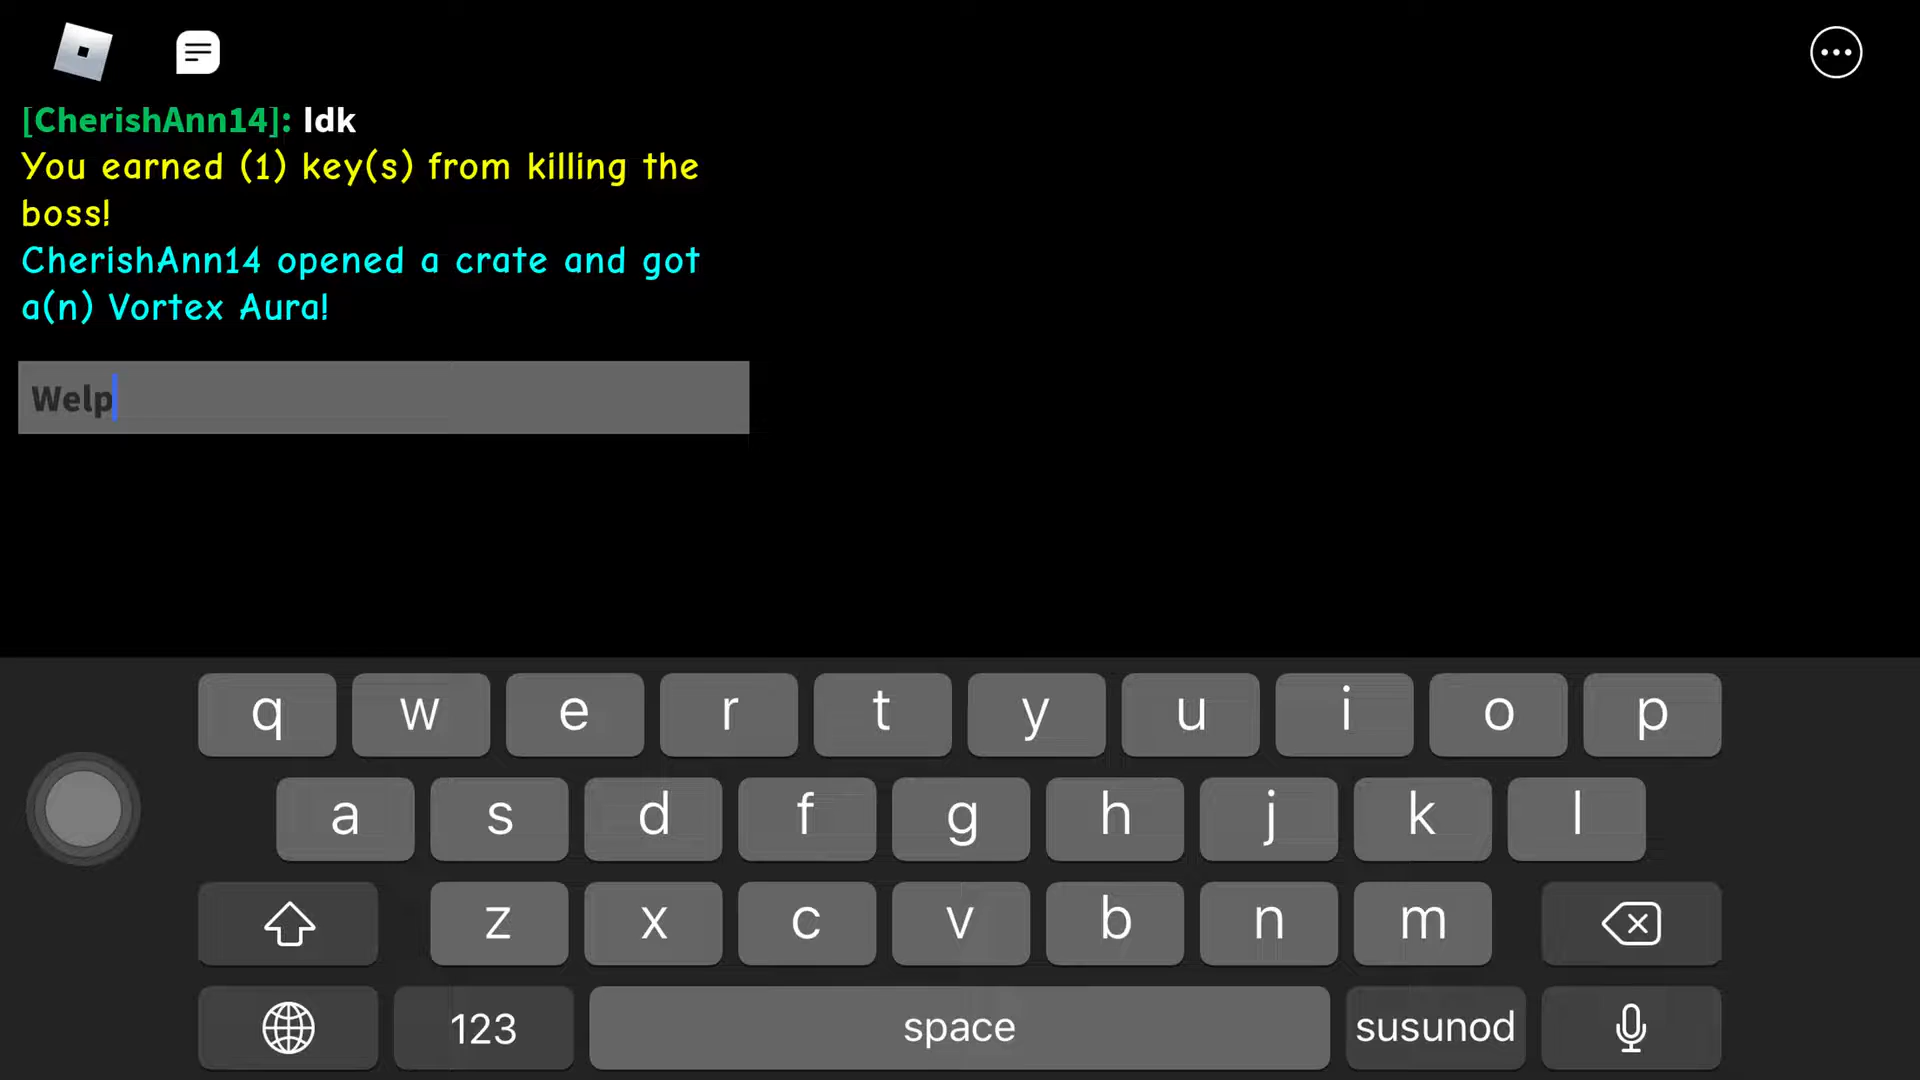 [CherishAnn14]: Idk
You earned (1) key(s) from killing the
boss!
CherishAnn14 opened a crate and got
a(n) Vortex Aura!
Welp
q w e r t y u i o p
a s d f g h j k l
z x c v b n m
123 space susunod